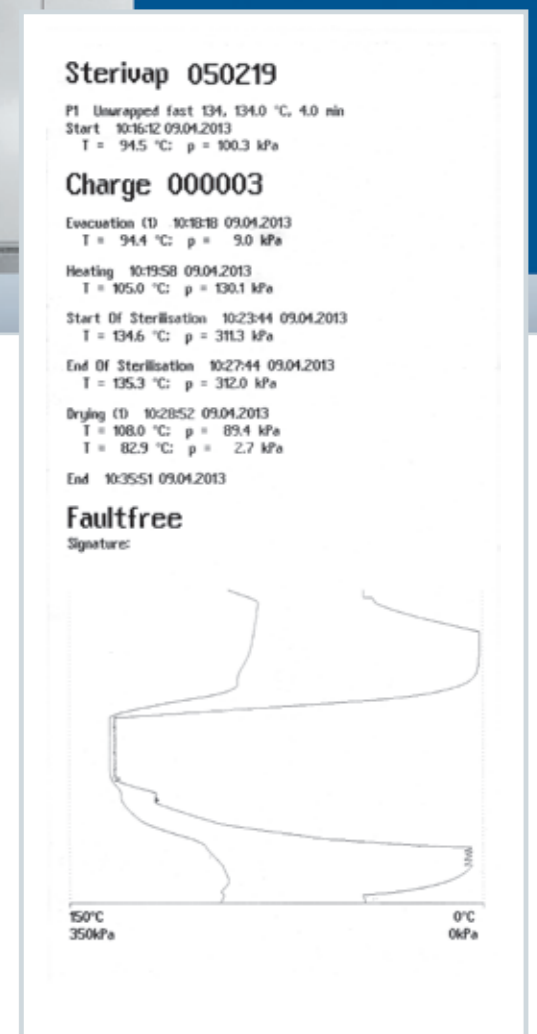 Sterivap 050219
P1 Unwrapped fast 134, 134.0 °C, 4.0 min
Start 10:16:12 09.04.2013
T = 94.5 °C; p = 100.3 kPa
Charge 000003
Evacuation (1) 10:18:18 09.04.2013
T = 94.4 °C; p = 9.0 kPa
Heating 10:19:58 09.04.2013
T = 105.0 °C; p = 130.1 kPa
Start Of Sterilisation 10:23:44 09.04.2013
T = 134.6 °C; p = 311.3 kPa
End Of Sterilisation 10:27:44 09.04.2013
T = 135.3 °C; p = 312.0 kPa
Drying (1) 10:28:52 09.04.2013
T = 108.0 °C; p = 89.4 kPa
T = 82.9 °C; p = 2.7 kPa
End 10:35:51 09.04.2013
Faultfree
Signature:
150°C 0°C
350kPa 0kPa